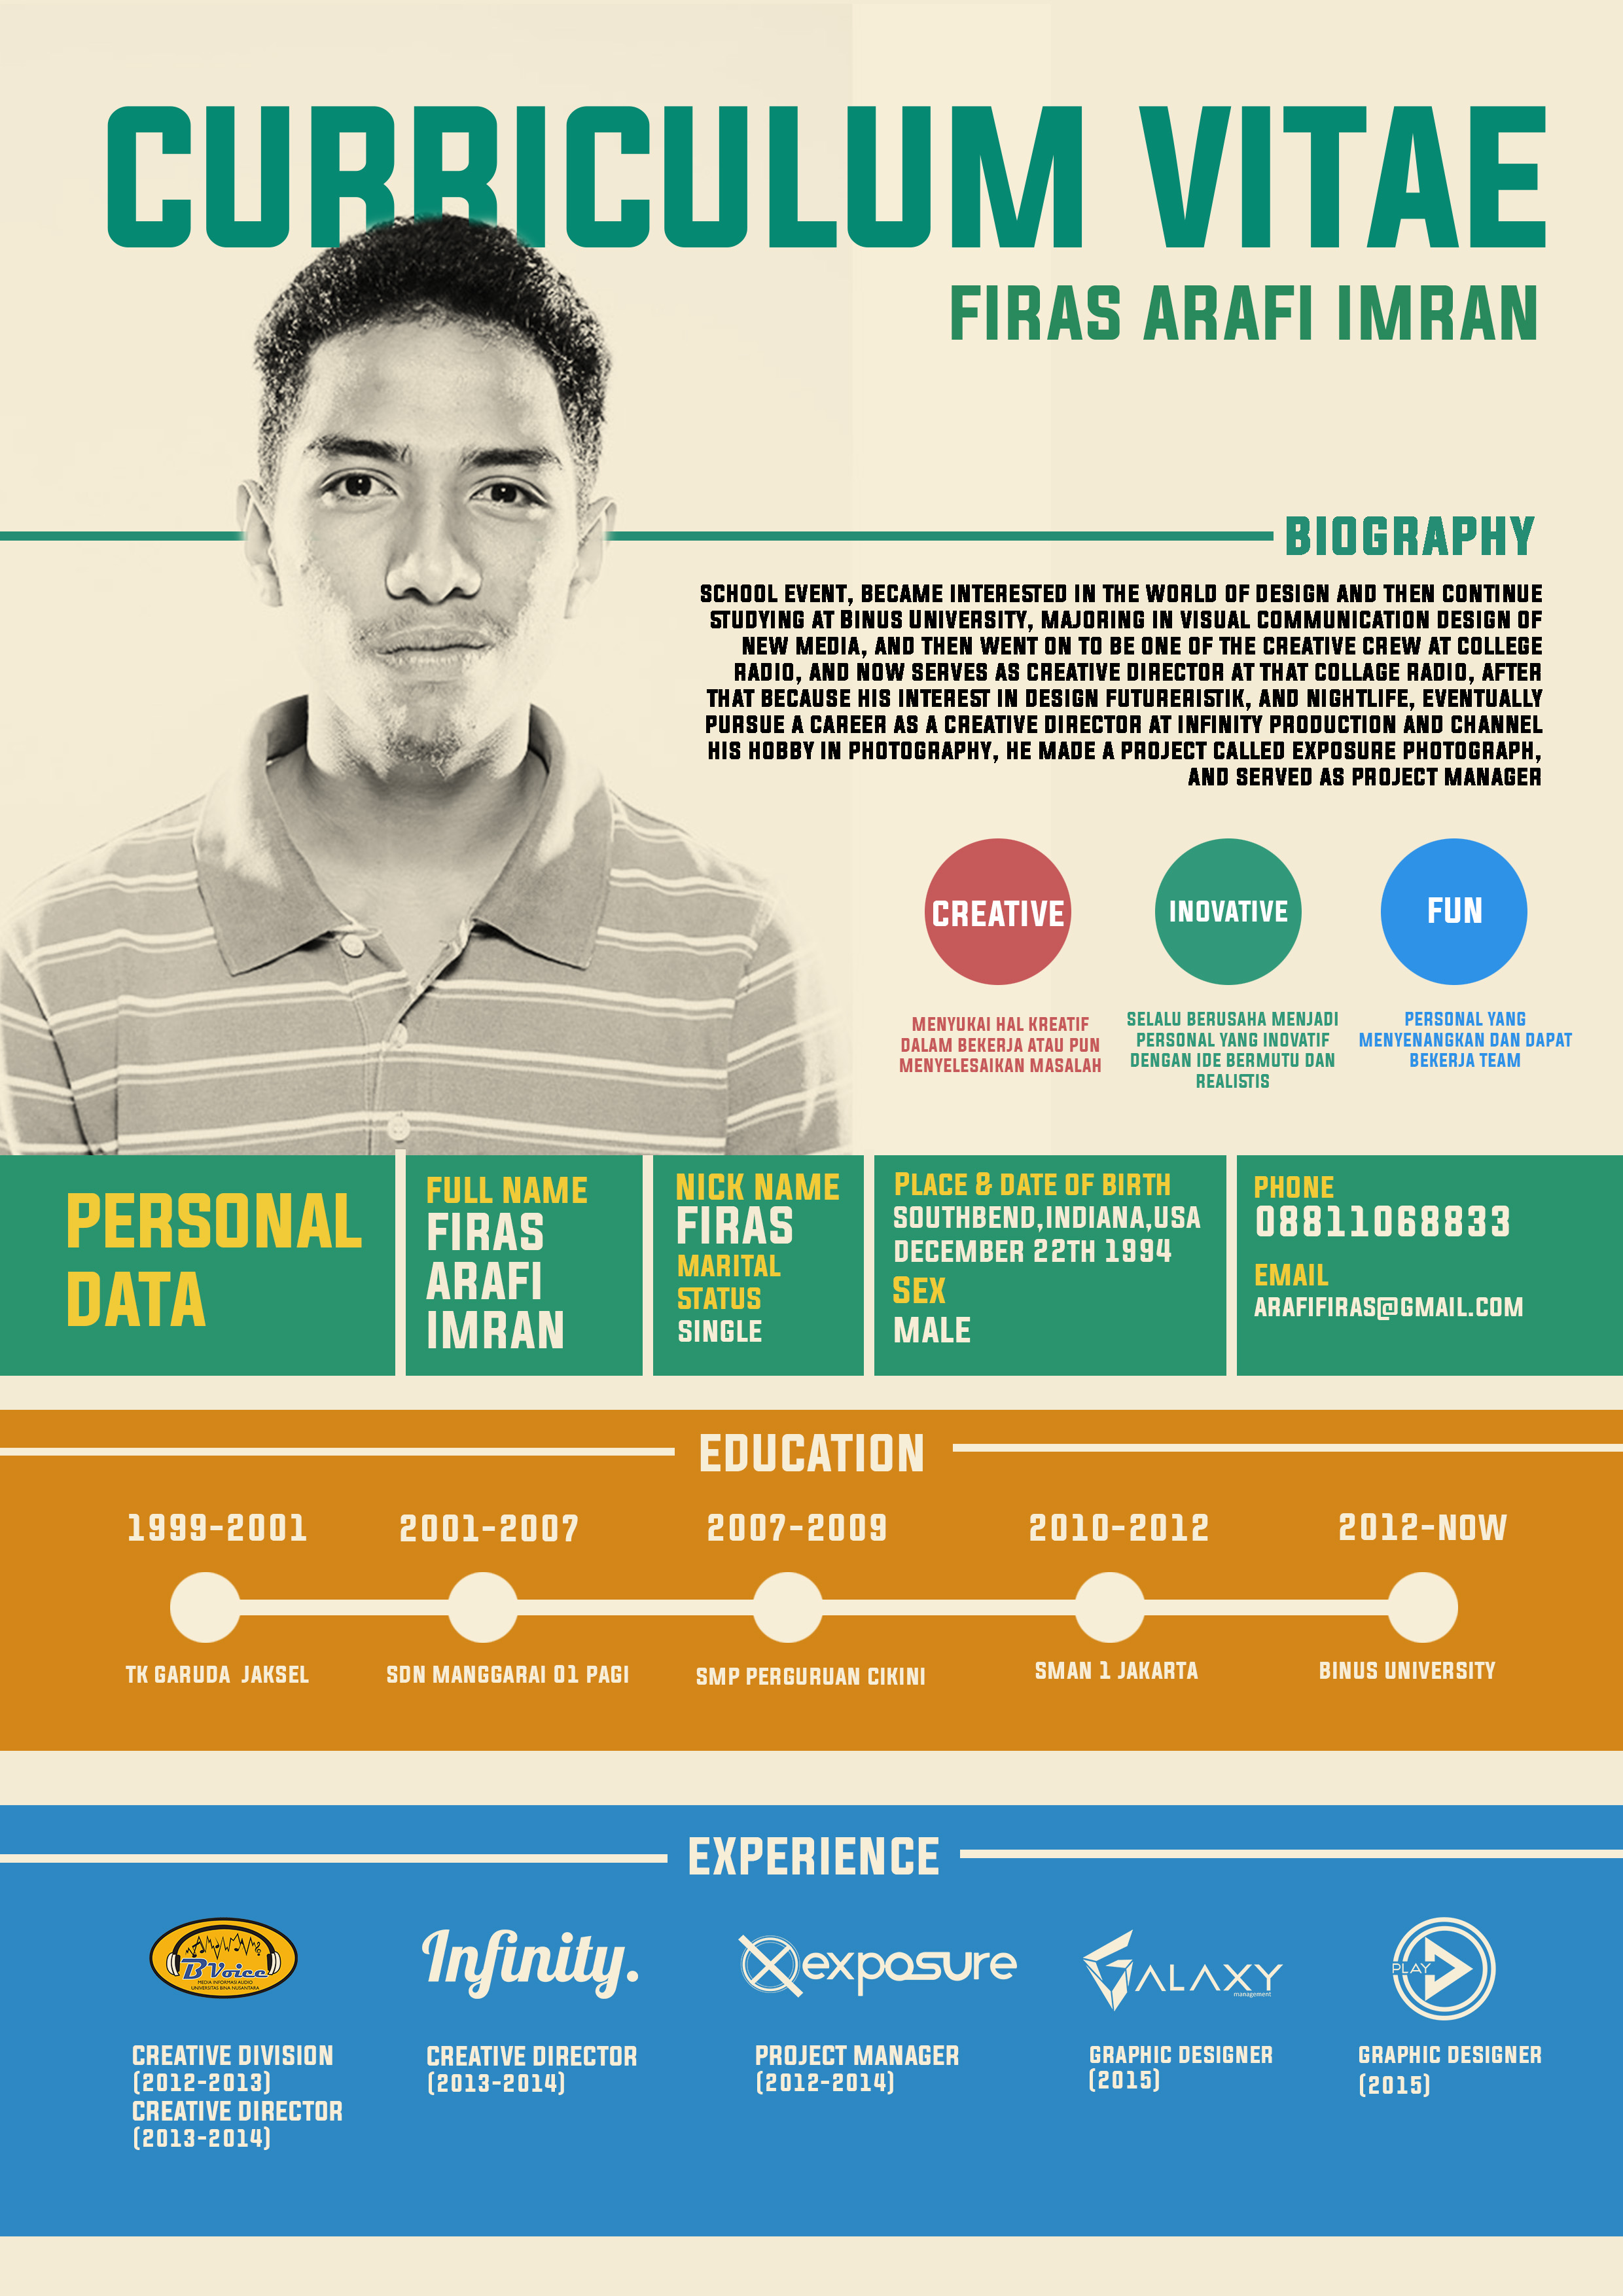 CURRICULUM VITAE
FIRAS ARAFI IMRAN
BIOGRAPHY
SCHOOL EVENT, BECAME INTERESTED IN THE WORLD OF DESIGN AND THEN CONTINUE
STUDYING AT BINUS UNIVERSITY, MAJORING IN VISUAL COMMUNICATION DESIGN OF
NEW MEDIA, AND THEN WENT ON TO BE ONE OF THE CREATIVE CREW AT COLLEGE
RADIO, AND NOW SERVES AS CREATIVE DIRECTOR AT THAT COLLAGE RADIO, AFTER
THAT BECAUSE HIS INTEREST IN DESIGN FUTURERISTIK, AND NIGHTLIFE, EVENTUALLY
PURSUE A CAREER AS A CREATIVE DIRECTOR AT INFINITY PRODUCTION AND CHANNEL
HIS HOBBY IN PHOTOGRAPHY, HE MADE A PROJECT CALLED EXPOSURE PHOTOGRAPH,
AND SERVED AS PROJECT MANAGER
CREATIVE
MENYUKAI HAL KREATIF
DALAM BEKERJA ATAU PUN
MENYELESAIKAN MASALAH
INOVATIVE
SELALU BERUSAHA MENJADI
PERSONAL YANG INOVATIF
DENGAN IDE BERMUTU DAN
REALISTIS
FUN
PERSONAL YANG
MENYENANGKAN DAN DAPAT
BEKERJA TEAM
PERSONAL
DATA
FULL NAME
FIRAS
ARAFI
IMRAN
NICK NAME
FIRAS
MARITAL
STATUS
SINGLE
PLACE & DATE OF BIRTH
SOUTHBEND,INDIANA,USA
DECEMBER 22TH 1994
SEX
MALE
PHONE
08811068833
EMAIL
ARAFIFIRAS@GMAIL.COM
EDUCATION
1999-2001
TK GARUDA JAKSEL
2001-2007
SDN MANGGARAI 01 PAGI
2007-2009
SMP PERGURUAN CIKINI
2010-2012
SMAN 1 JAKARTA
2012-NOW
BINUS UNIVERSITY
EXPERIENCE
B Voice
MEDIA INFORMASI AUDIO
UNIVERSITAS BINA NUSANTARA
CREATIVE DIVISION
(2012-2013)
CREATIVE DIRECTOR
(2013-2014)
Infinity.
CREATIVE DIRECTOR
(2013-2014)
exposure
PROJECT MANAGER
(2012-2014)
GALAXY
management
GRAPHIC DESIGNER
(2015)
PLAY
GRAPHIC DESIGNER
(2015)